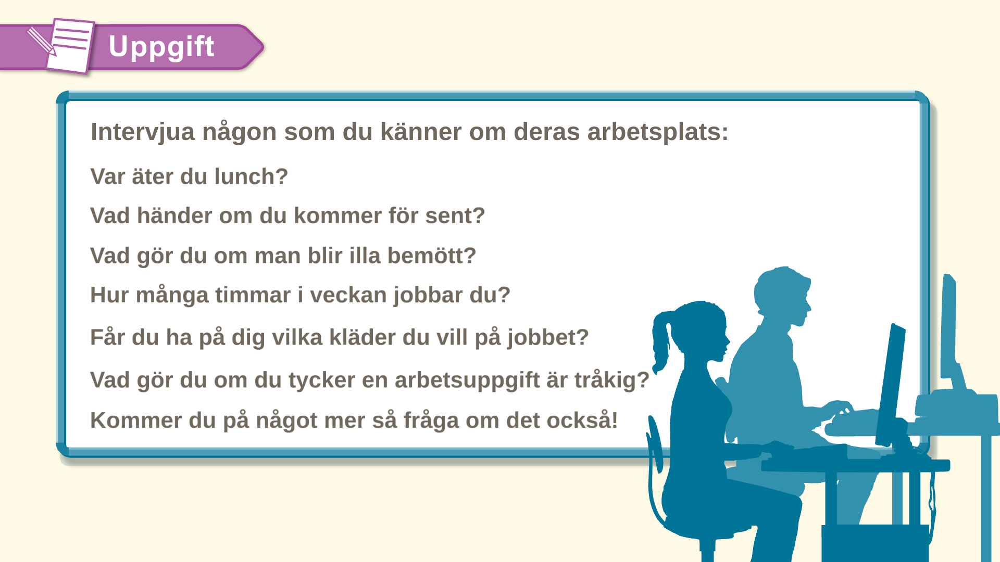 Uppgift
Intervjua någon som du känner om deras arbetsplats:
Var äter du lunch?
Vad händer om du kommer för sent?
Vad gör du om man blir illa bemött?
Hur många timmar i veckan jobbar du?
Får du ha på dig vilka kläder du vill på jobbet?
Vad gör du om du tycker en arbetsuppgift är tråkig?
Kommer du på något mer så fråga om det också!